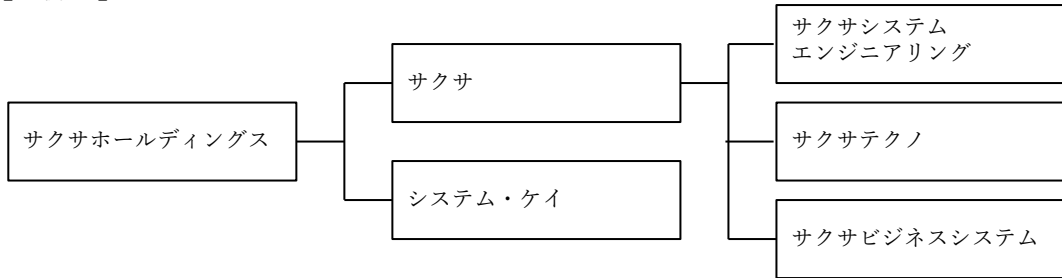 サクサホールディングス
サクサ
システム・ケイ
サクサシステム
エンジニアリング
サクサテクノ
サクサビジネスシステム